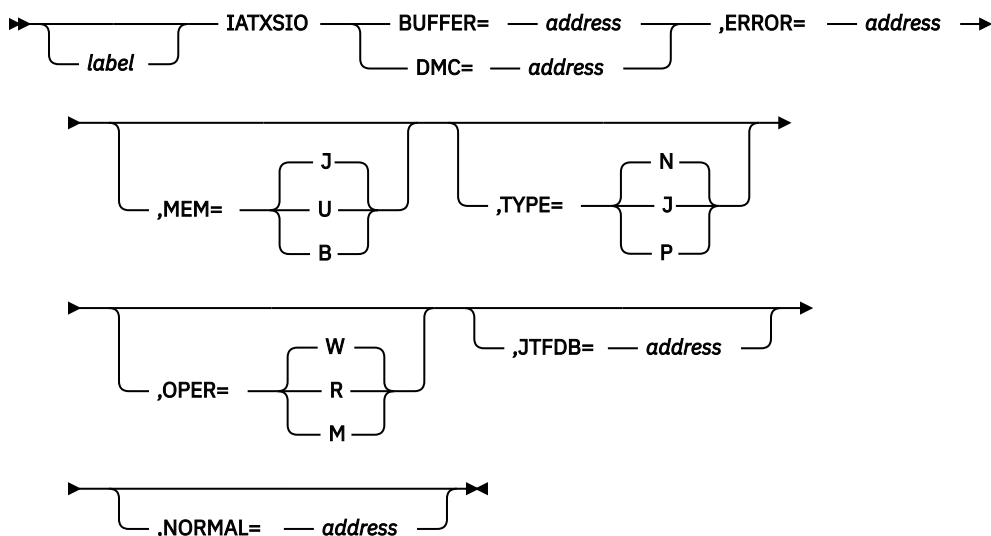 IATXSIO BUFFER= address ,ERROR= address
label DMC= address
J N
,MEM= U ,TYPE= J
B P
W
,OPER= R ,JTFDB= address
M
,NORMAL= address